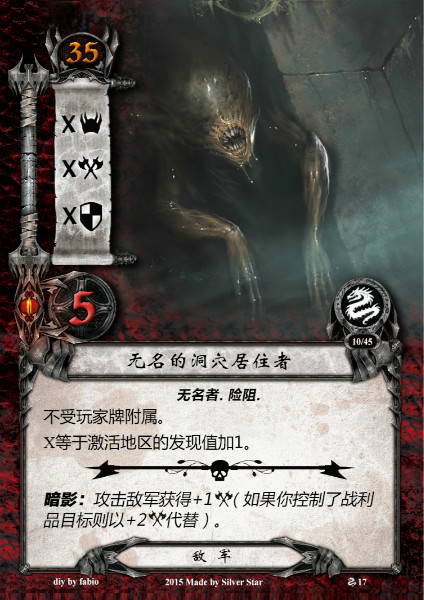 35
X
X
X
5
10/45
无名的洞穴居住者
无名者. 险阻.
不受玩家牌附属。
X等于激活地区的发现值加1。
暗影：攻击敌军获得+1（如果你控制了战利
品目标则以+2代替）。
敌 军
diy by fabio 2015 Made by Silver Star 17